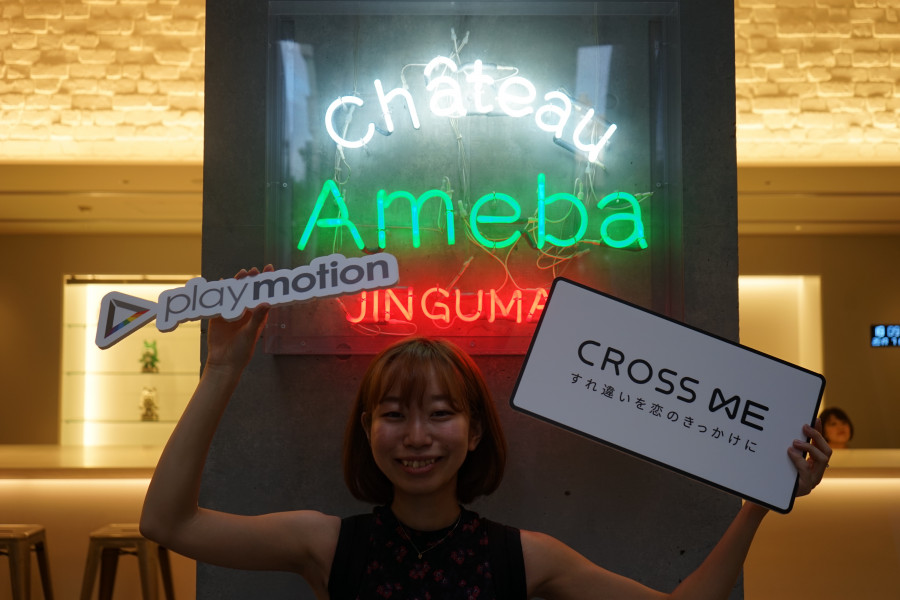 Château
Ameba
JINGUMA
playmotion
CROSS ME
すれ違いを恋のきっかけに